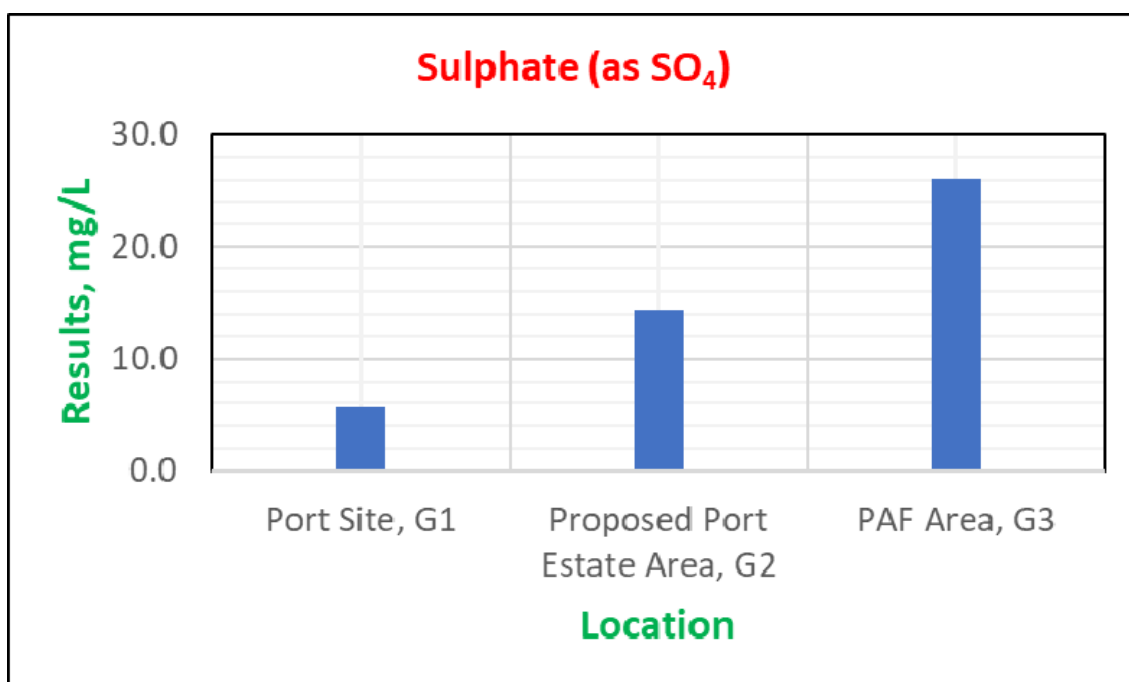 Sulphate (as SO₄)
Results, mg/L
30.0
20.0
10.0
0.0
Port Site, G1
Proposed Port
Estate Area, G2
PAF Area, G3
Location